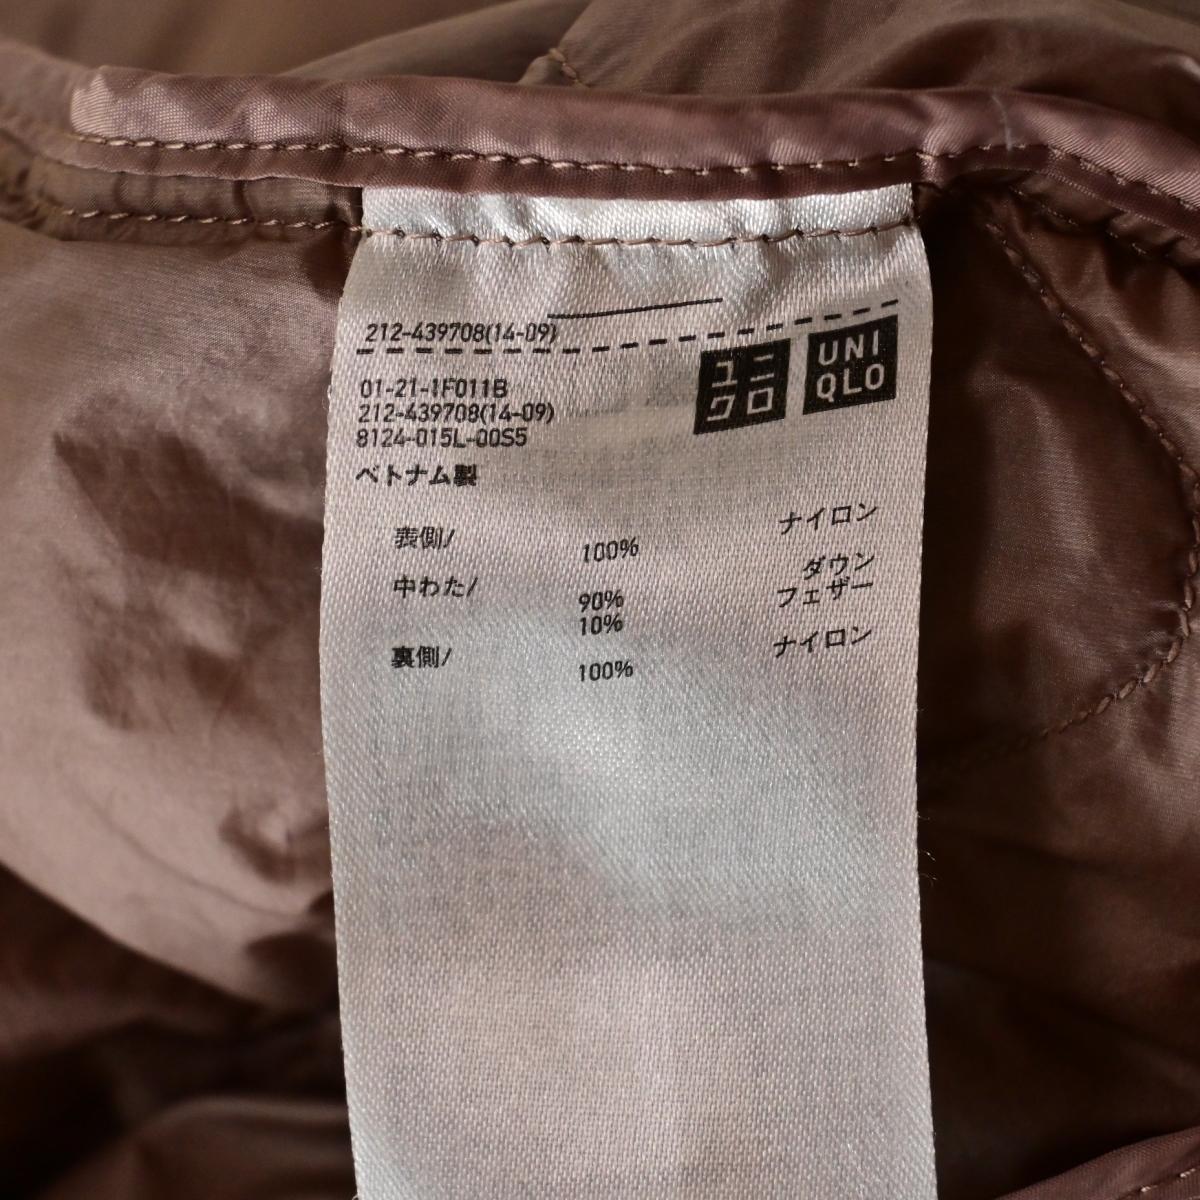 212-439708(14-09)
ユニ
クロ
UNI
QLO
01-21-1F011B
212-439708(14-09)
8124-015L-00S5
ベトナム製
表側/ 100% ナイロン
中わた/ 90% ダウン
10% フェザー
裏側/ 100% ナイロン